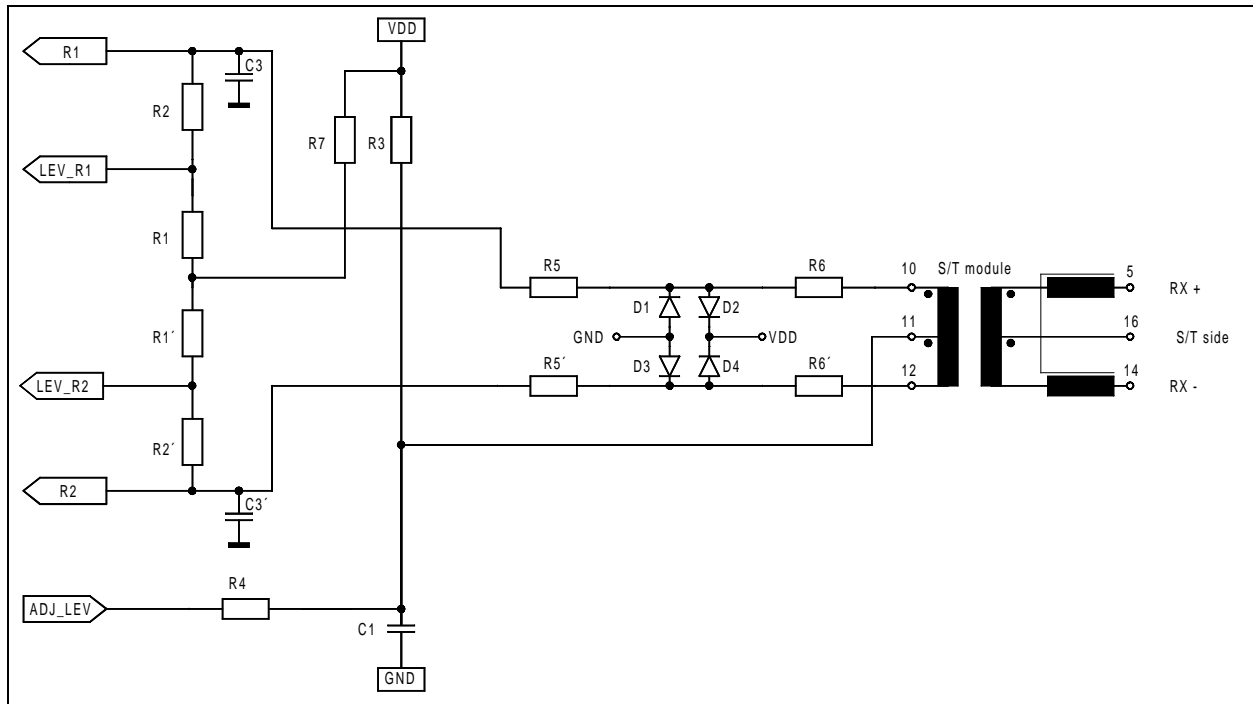 VDD
R1
C3
R2
R7
R3
LEV_R1
R1
R5
R6
10
S/T module
5
RX +
D1
D2
GND
VDD
11
16
S/T side
R1´
D3
D4
LEV_R2
R5´
R6´
12
14
RX -
R2´
R2
C3´
R4
ADJ_LEV
C1
GND